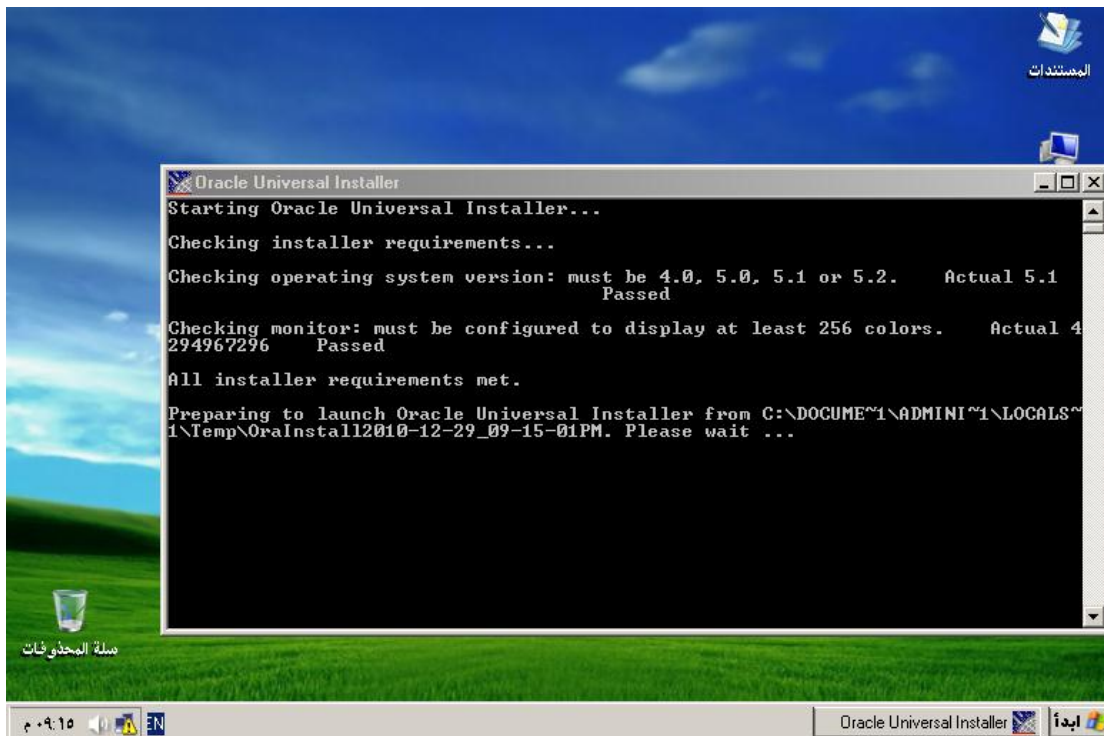 المستندات
Oracle Universal Installer
Starting Oracle Universal Installer...
Checking installer requirements...
Checking operating system version: must be 4.0, 5.0, 5.1 or 5.2.    Actual 5.1
Passed
Checking monitor: must be configured to display at least 256 colors.    Actual 4
294967296    Passed
All installer requirements met.
Preparing to launch Oracle Universal Installer from C:\DOCUME~1\ADMINI~1\LOCALS~
1\Temp\OraInstall2010-12-29_09-15-01PM. Please wait ...
سلة المحذوفات
ابدأ
Oracle Universal Installer
EN
٠٩:١٥ م